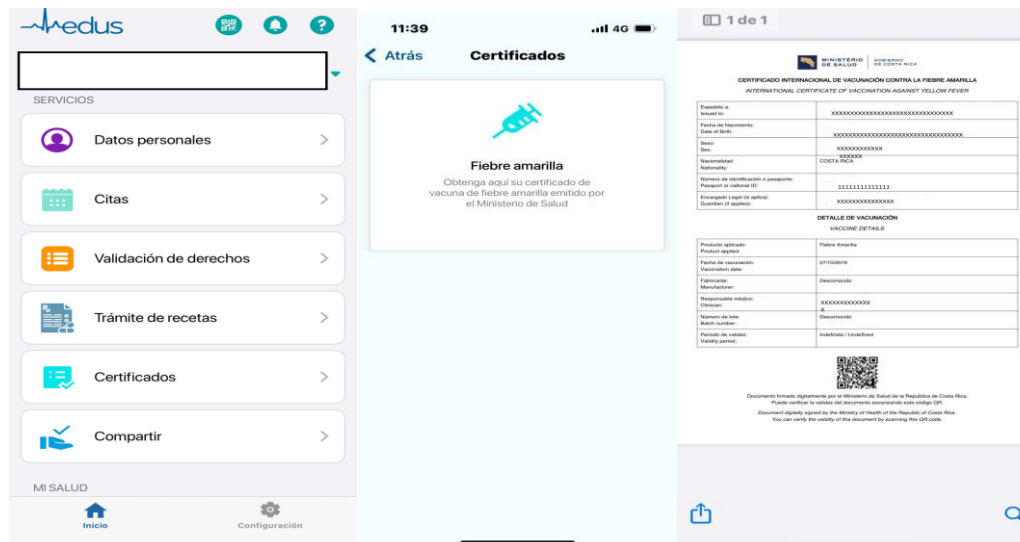 edus
?
SERVICIOS
Datos personales
Citas
Validación de derechos
Trámite de recetas
Certificados
Compartir
MI SALUD
Inicio
Configuración
11:39
4G
Atrás
Certificados
Fiebre amarilla
Obtenga aquí su certificado de
vacuna de fiebre amarilla emitido por
el Ministerio de Salud
1 de 1
MINISTERIO
DE SALUD
GOBIERNO
DE COSTA RICA
CERTIFICADO INTERNACIONAL DE VACUNACIÓN CONTRA LA FIEBRE AMARILLA
INTERNATIONAL CERTIFICATE OF VACCINATION AGAINST YELLOW FEVER
Expedido a:
Issued to:
XXXXXXXXXXXXXXXXXXXXXXXXXXXXXXXXX
Fecha de Nacimiento:
Date of Birth:
XXXXXXXXXXXXXXXXXXXXXXXXXXXXXXXXXXX
Sexo:
Sex:
XXXXXXXXXXXX
Nacionalidad:
Nationality:
XXXXXX
COSTA RICA
Número de identificación o pasaporte:
Passport or national ID:
11111111111111
Encargado Legal (si aplica):
Guardian (if applies):
XXXXXXXXXXXXXXX
DETALLE DE VACUNACIÓN
VACCINE DETAILS
Producto aplicado:
Product applied:
Fiebre Amarilla
Fecha de vacunación:
Vaccination date:
07/10/2019
Fabricante:
Manufacturer:
Desconocido
Responsable médico:
Clinician:
XXXXXXXXXXXXX
X
Número de lote:
Batch number:
Desconocido
Período de validez:
Validity period:
Indefinido / Undefined
Documento firmado digitalmente por el Ministerio de Salud de la República de Costa Rica.
Puede verificar la validez del documento escaneando este código QR.
Document digitally signed by the Ministry of Health of the Republic of Costa Rica.
You can verify the validity of this document by scanning this QR code.